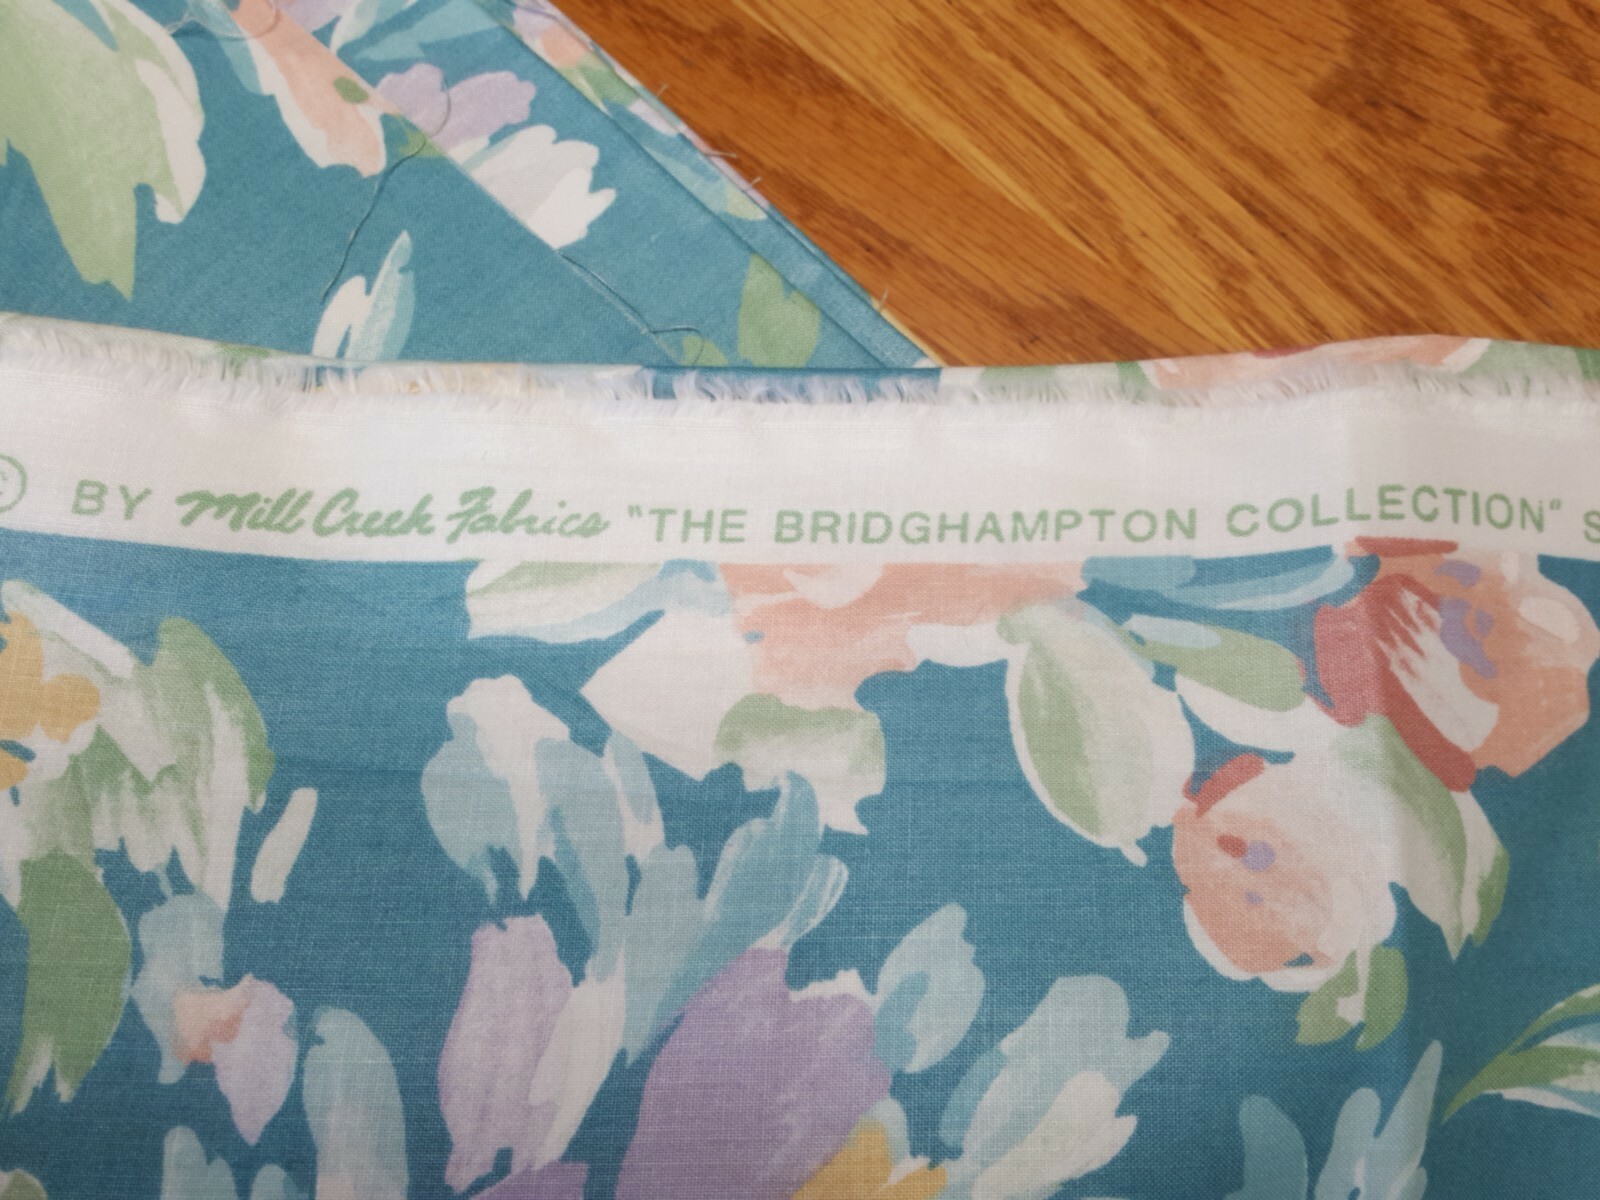 © BY Mill Creek Fabrics "THE BRIDGHAMPTON COLLECTION" S